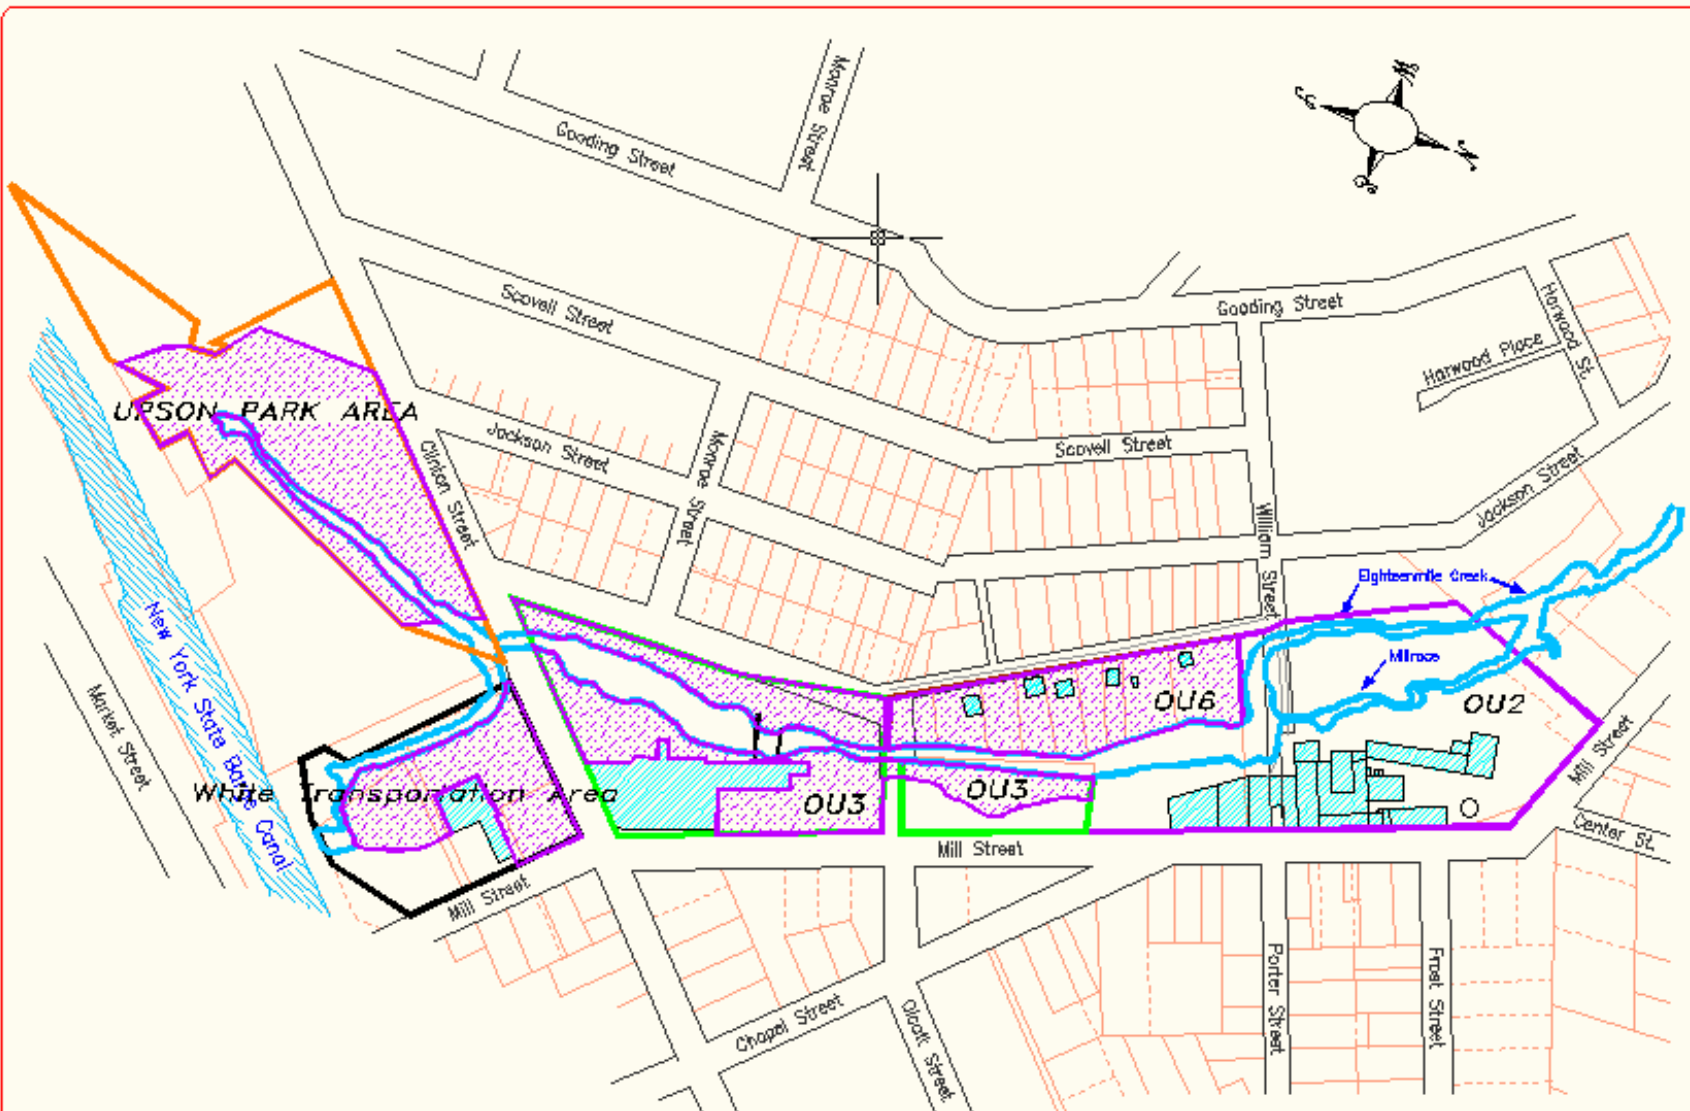 Monroe Street
Gooding Street
Scovell Street
Gooding Street
Harwood St.
Harwood Place
UPSON PARK AREA
Jackson Street
Clinton Street
Monroe Street
Scovell Street
Jackson Street
William Street
Eighteenmile Creek
Millrace
New York State Barge Canal
Market Street
OU6
OU2
White Transportation Area
OU3
OU3
Mill Street
Mill Street
Center St.
Mill Street
Chapel Street
Olcott Street
Porter Street
Frost Street